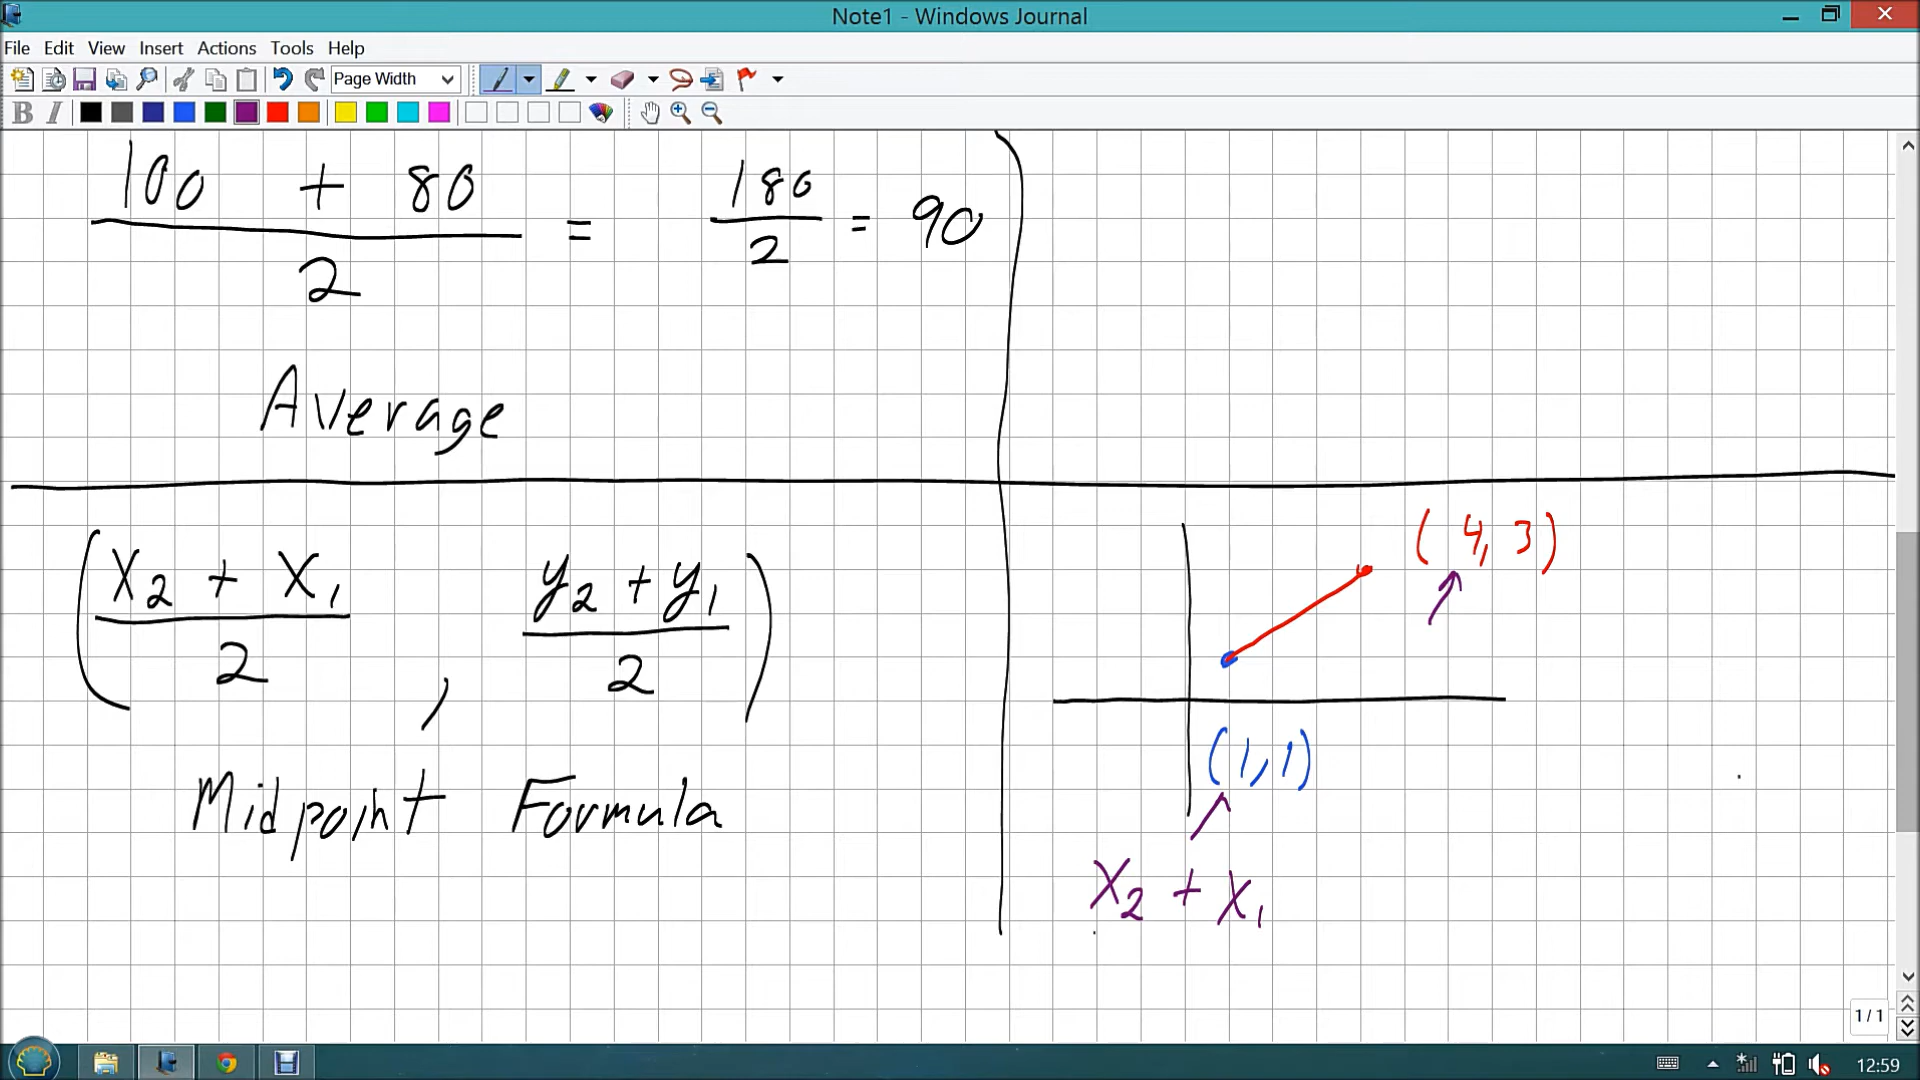 Note1 - Windows Journal
File Edit View Insert Actions Tools Help
Page Width
B I
100 + 80 / 2 = 180 / 2 = 90
Average
( X₂ + X₁ / 2 , y₂ + y₁ / 2 )
Midpoint Formula
( 4, 3 )
(1, 1)
X₂ + X₁
1 / 1
12:59